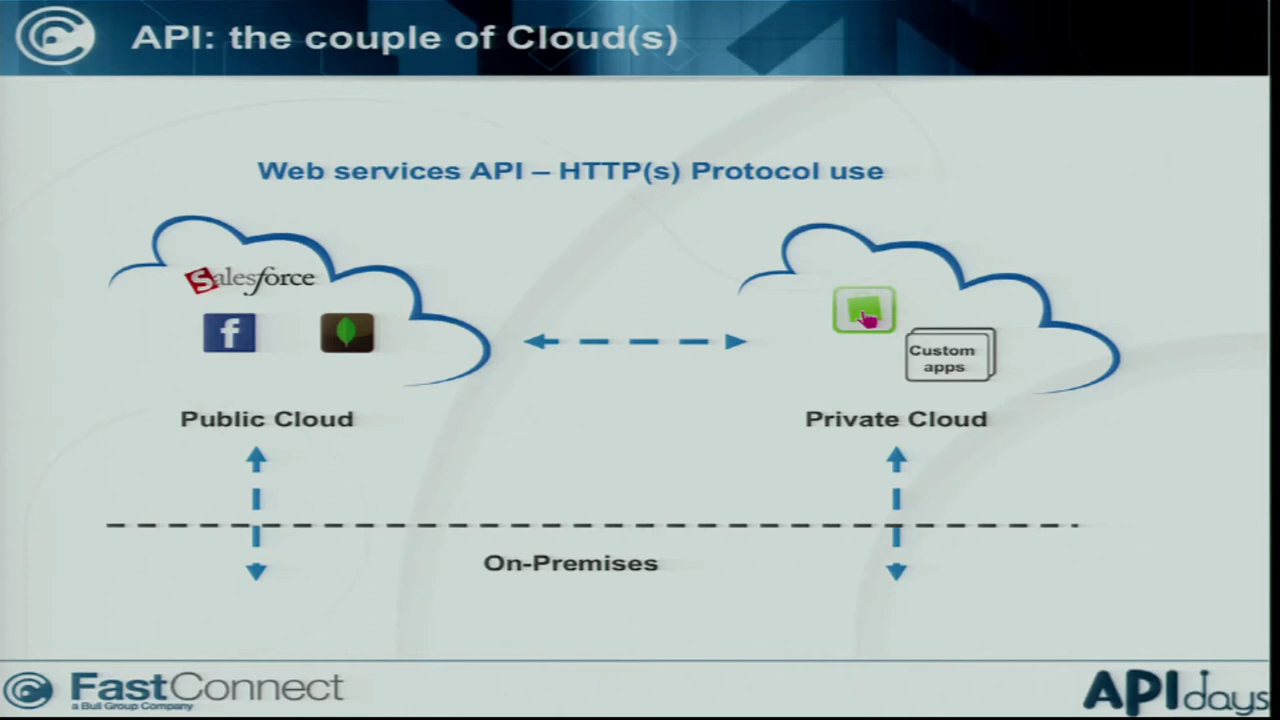 API: the couple of Cloud(s)
Web services API – HTTP(s) Protocol use
Salesforce
f
Custom
apps
Public Cloud
Private Cloud
On-Premises
FastConnect
a Bull Group Company
APIdays